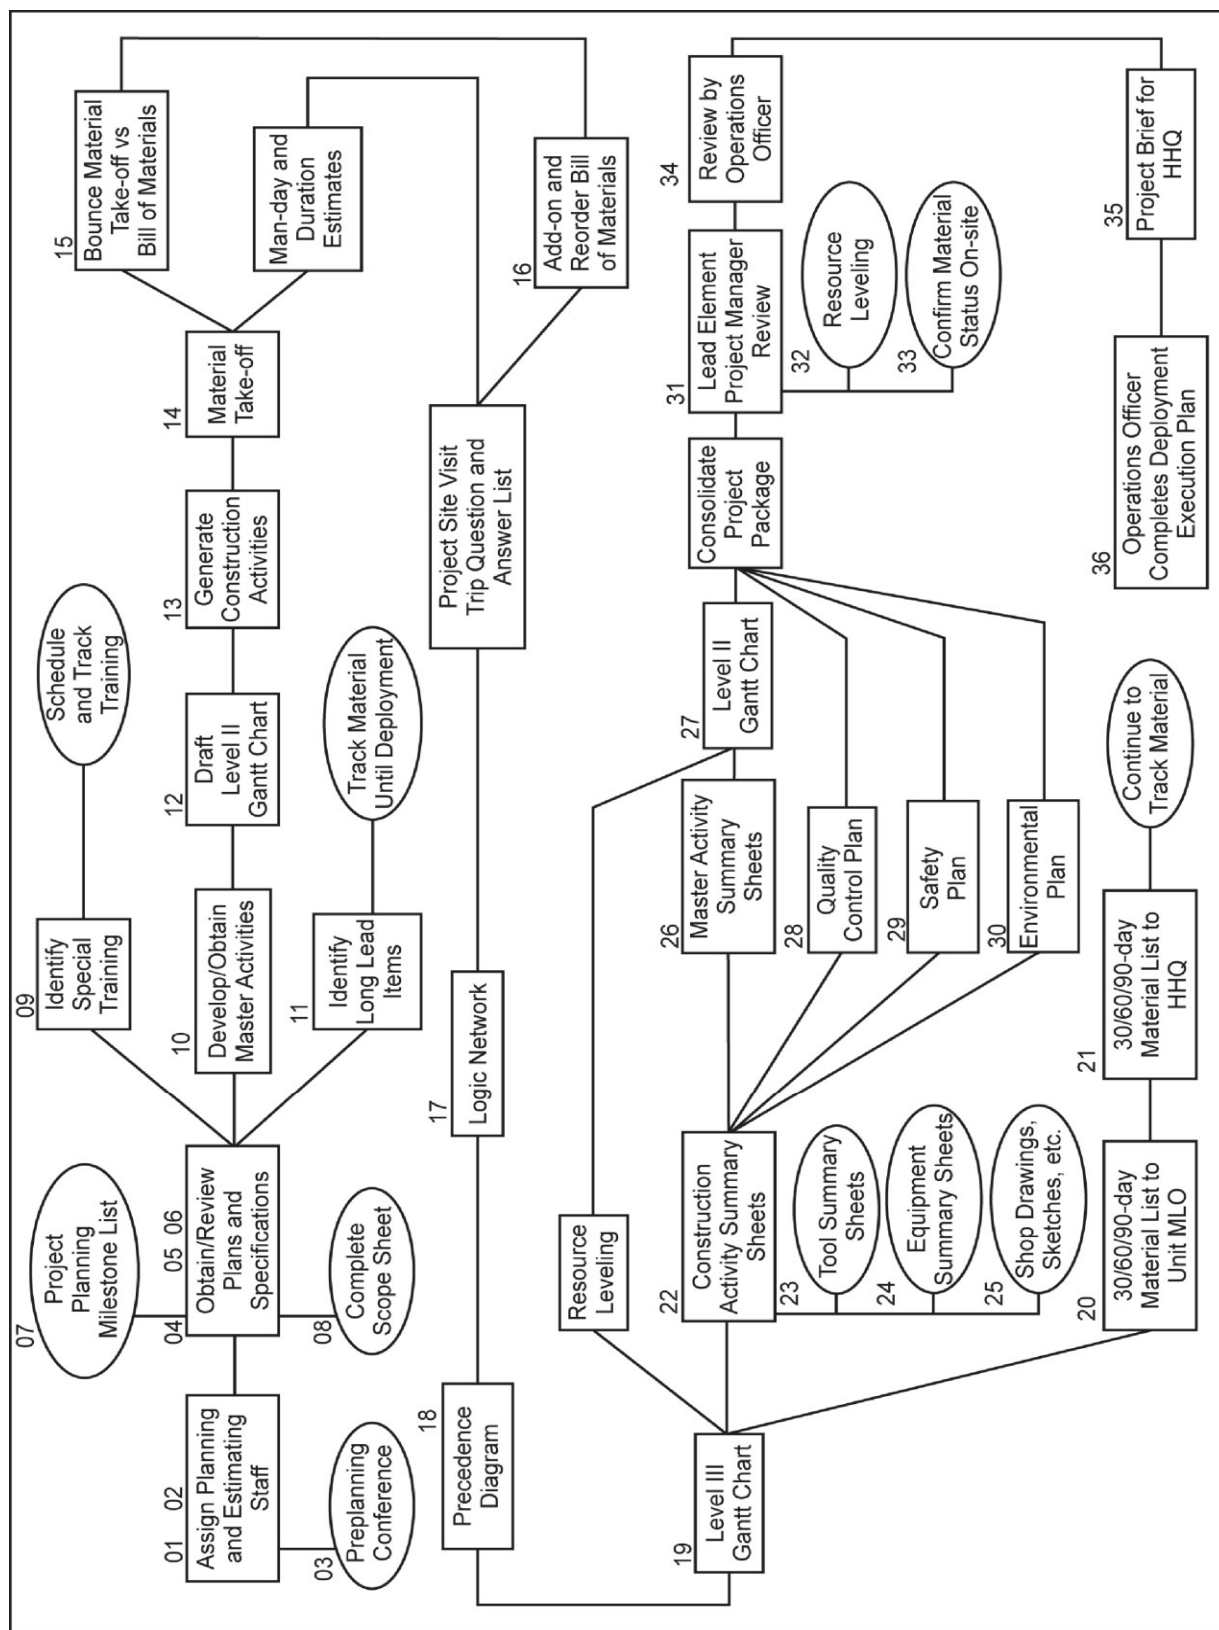 01
02
Assign Planning
and Estimating
Staff
03
Preplanning
Conference
07
Project
Planning
Milestone List
04
05
06
Obtain/Review
Plans and
Specifications
08
Complete
Scope Sheet
09
Identify
Special
Training
Schedule
and Track
Training
10
Develop/Obtain
Master Activities
11
Identify
Long Lead
Items
Track Material
Until Deployment
12
Draft
Level II
Gantt Chart
13
Generate
Construction
Activities
14
Material
Take-off
15
Bounce Material
Take-off vs
Bill of Materials
Man-day and
Duration
Estimates
16
Add-on and
Reorder Bill
of Materials
Project Site Visit
Trip Question and
Answer List
17
Logic Network
18
Precedence
Diagram
19
Level III
Gantt Chart
Resource
Leveling
22
Construction
Activity Summary
Sheets
23
Tool Summary
Sheets
24
Equipment
Summary Sheets
25
Shop Drawings,
Sketches, etc.
20
30/60/90-day
Material List to
Unit MLO
21
30/60/90-day
Material List to
HHQ
Continue to
Track Material
26
Master Activity
Summary
Sheets
27
Level II
Gantt Chart
28
Quality
Control Plan
29
Safety
Plan
30
Environmental
Plan
Consolidate
Project
Package
31
Lead Element
Project Manager
Review
32
Resource
Leveling
33
Confirm Material
Status On-site
34
Review by
Operations
Officer
35
Project Brief for
HHQ
36
Operations Officer
Completes Deployment
Execution Plan